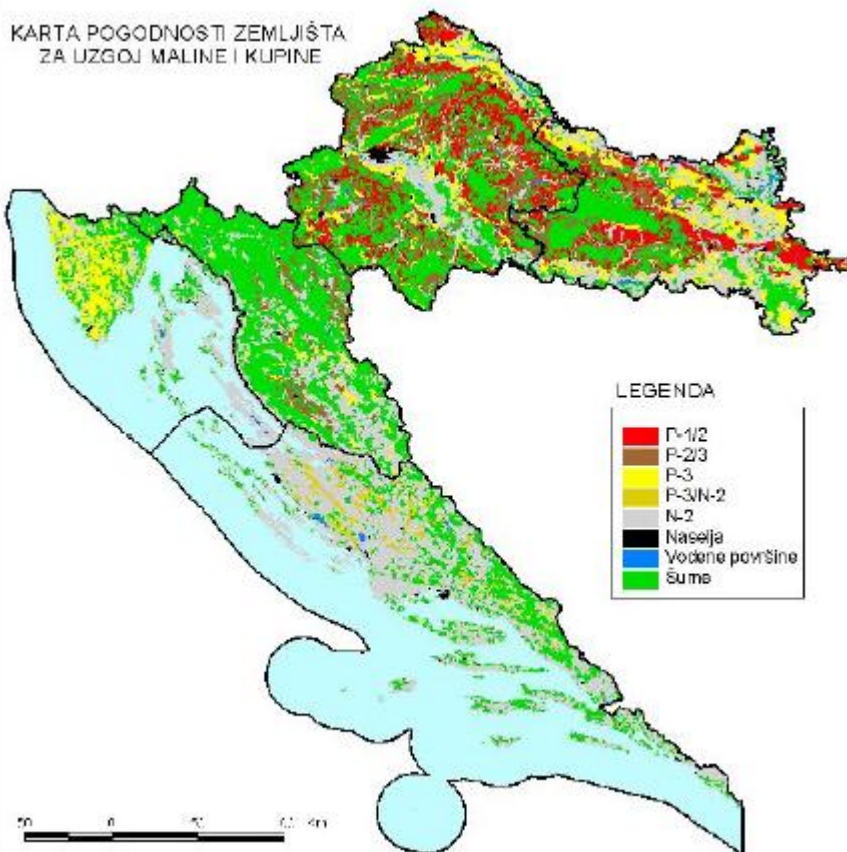 KARTA POGODNOSTI ZEMLJIŠTA
ZA UZGOJ MALINE I KUPINE
LEGENDA
P-1/2
P-2/3
P-3
P-3/N-2
N-2
Naselja
Vodene površine
Šume
0
Km